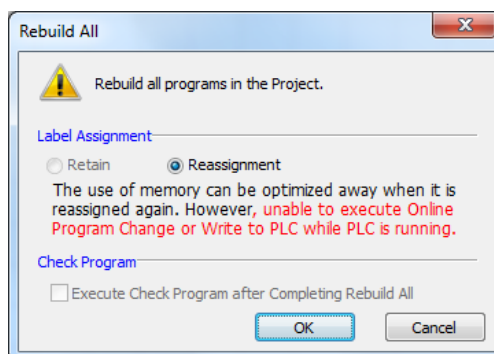 Rebuild All
Rebuild all programs in the Project.
Label Assignment
Retain Reassignment
The use of memory can be optimized away when it is
reassigned again. However, unable to execute Online
Program Change or Write to PLC while PLC is running.
Check Program
Execute Check Program after Completing Rebuild All
OK Cancel